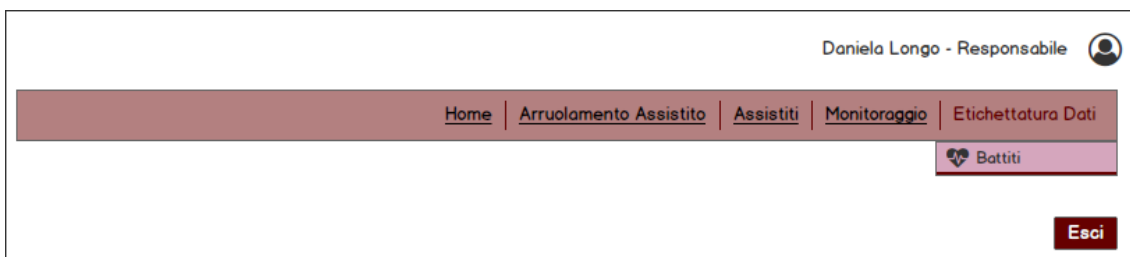 Daniela Longo - Responsabile
Home Arruolamento Assistito Assistiti Monitoraggio Etichettatura Dati
Battiti
Esci